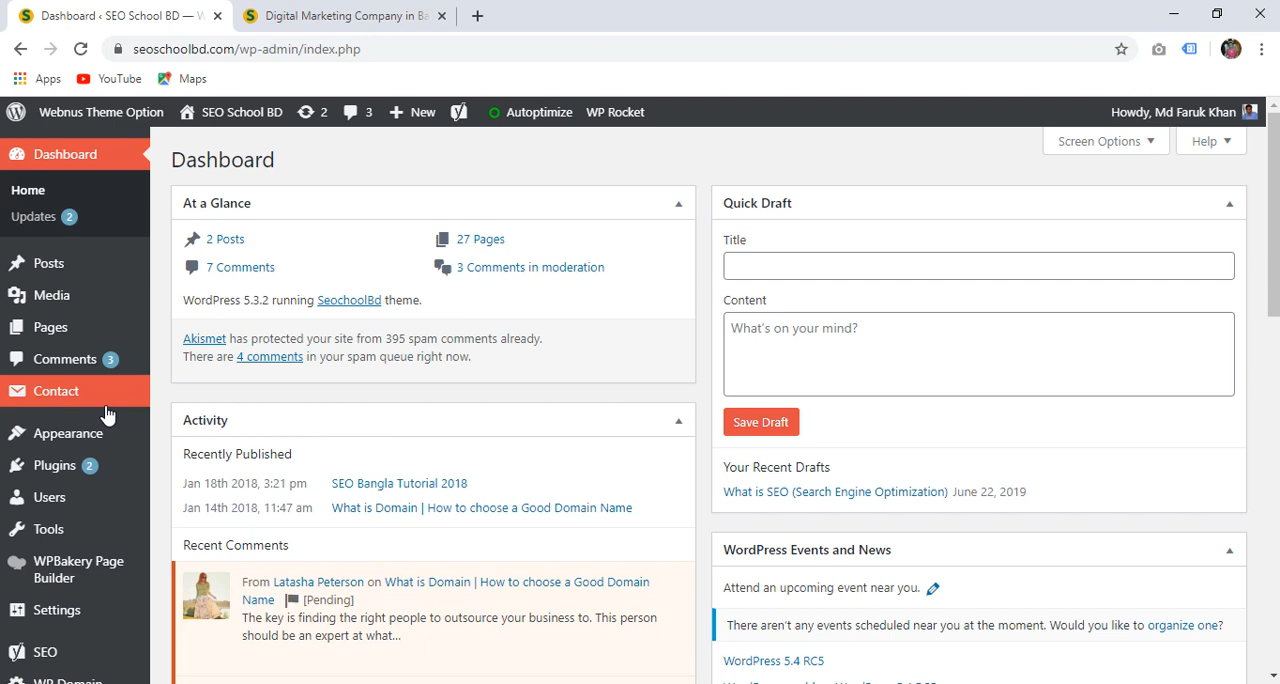 Dashboard ‹ SEO School BD — W
Digital Marketing Company in Ba
seoschoolbd.com/wp-admin/index.php
Apps YouTube Maps
Webnus Theme Option SEO School BD 2 3 New Autoptimize WP Rocket Howdy, Md Faruk Khan
Dashboard
Home
Updates 2
Posts
Media
Pages
Comments 3
Contact
Appearance
Plugins 2
Users
Tools
WPBakery Page
Builder
Settings
SEO
WP Domain
Dashboard
Screen Options Help
At a Glance
2 Posts 27 Pages
7 Comments 3 Comments in moderation
WordPress 5.3.2 running SeochoolBd theme.
Akismet has protected your site from 395 spam comments already.
There are 4 comments in your spam queue right now.
Activity
Recently Published
Jan 18th 2018, 3:21 pm SEO Bangla Tutorial 2018
Jan 14th 2018, 11:47 am What is Domain | How to choose a Good Domain Name
Recent Comments
From Latasha Peterson on What is Domain | How to choose a Good Domain
Name [Pending]
The key is finding the right people to outsource your business to. This person
should be an expert at what...
Quick Draft
Title
Content
What's on your mind?
Save Draft
Your Recent Drafts
What is SEO (Search Engine Optimization) June 22, 2019
WordPress Events and News
Attend an upcoming event near you.
There aren't any events scheduled near you at the moment. Would you like to organize one?
WordPress 5.4 RC5